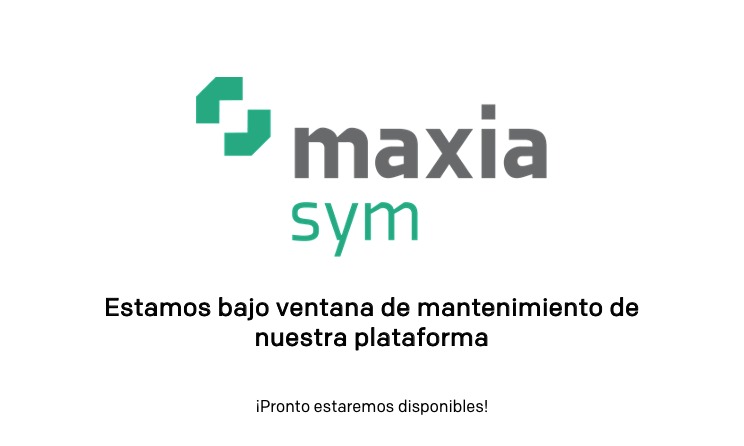 maxia
sym
Estamos bajo ventana de mantenimiento de
nuestra plataforma
¡Pronto estaremos disponibles!